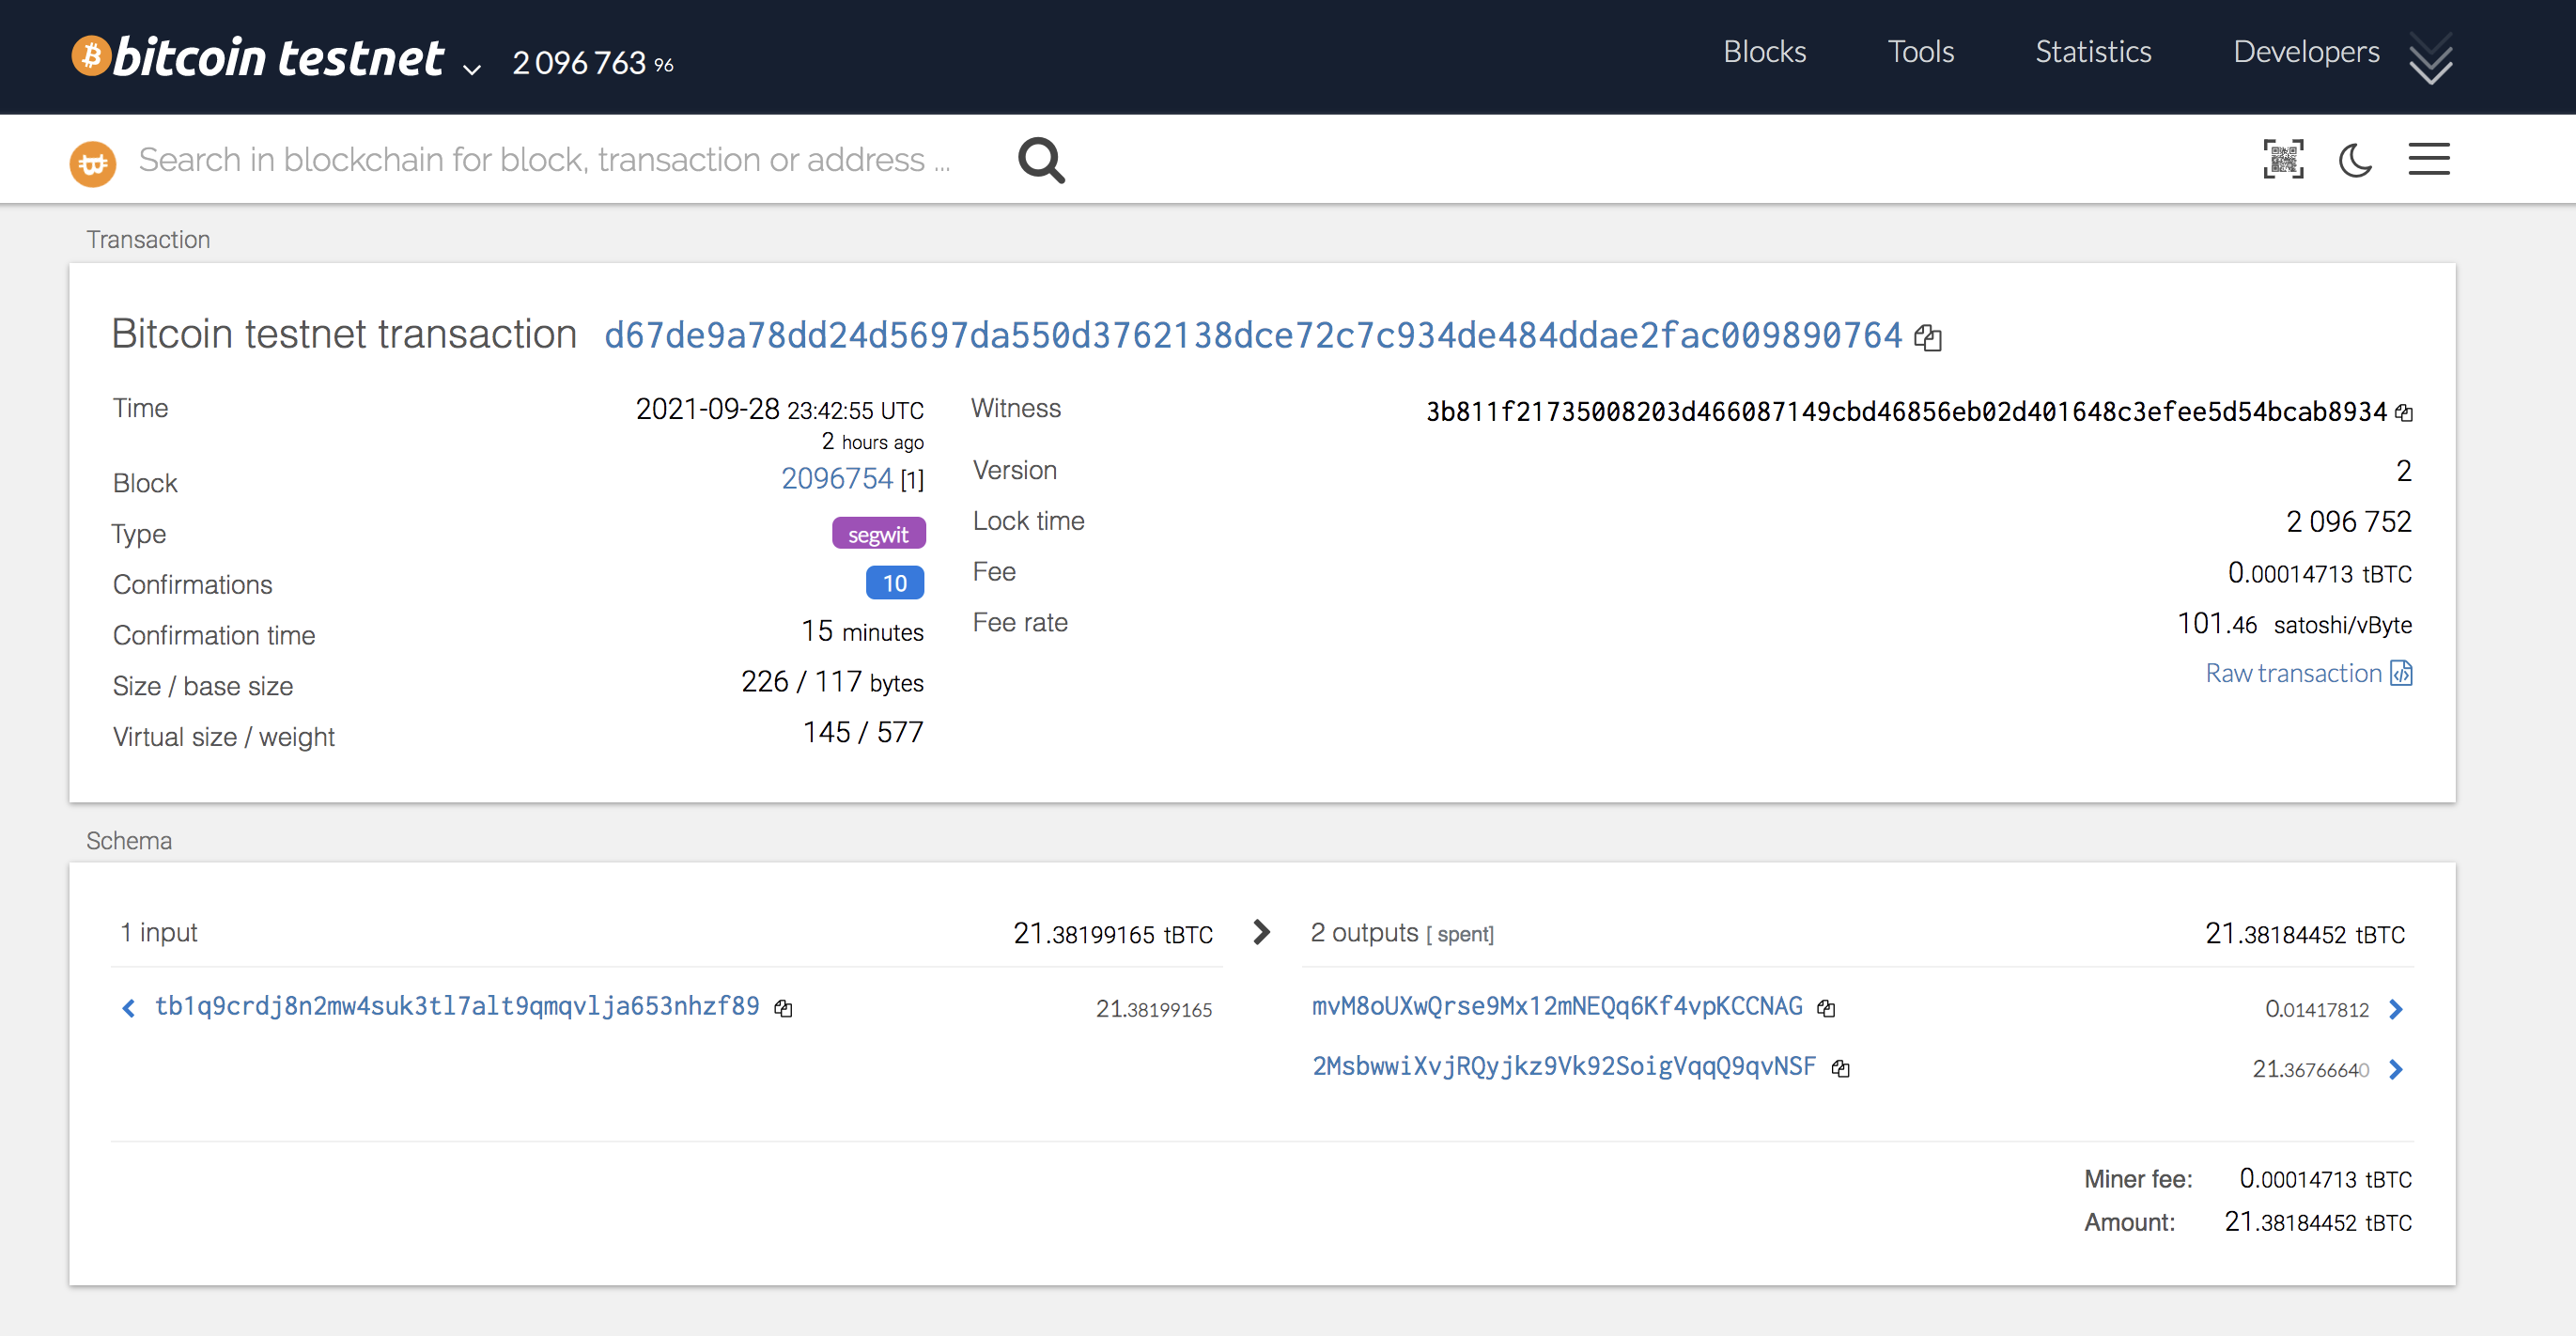 bitcoin testnet 2 096 763 96
Blocks Tools Statistics Developers
Search in blockchain for block, transaction or address ...
Transaction
Bitcoin testnet transaction d67de9a78dd24d5697da550d3762138dce72c7c934de484ddae2fac009890764
Time 2021-09-28 23:42:55 UTC
2 hours ago
Block 2096754 [1]
Type segwit
Confirmations 10
Confirmation time 15 minutes
Size / base size 226 / 117 bytes
Virtual size / weight 145 / 577
Witness 3b811f21735008203d466087149cbd46856eb02d401648c3efee5d54bcab8934
Version 2
Lock time 2 096 752
Fee 0.00014713 tBTC
Fee rate 101.46 satoshi/vByte
Raw transaction
Schema
1 input 21.38199165 tBTC
tb1q9crdj8n2mw4suk3tl7alt9qmqvlja653nhzf89 21.38199165
2 outputs [ spent] 21.38184452 tBTC
mvM8oUXwQrse9Mx12mNEQq6Kf4vpKCCNAG 0.01417812
2MsbwwiXvjRQyjkz9Vk92SoigVqqQ9qvNSF 21.36766640
Miner fee: 0.00014713 tBTC
Amount: 21.38184452 tBTC